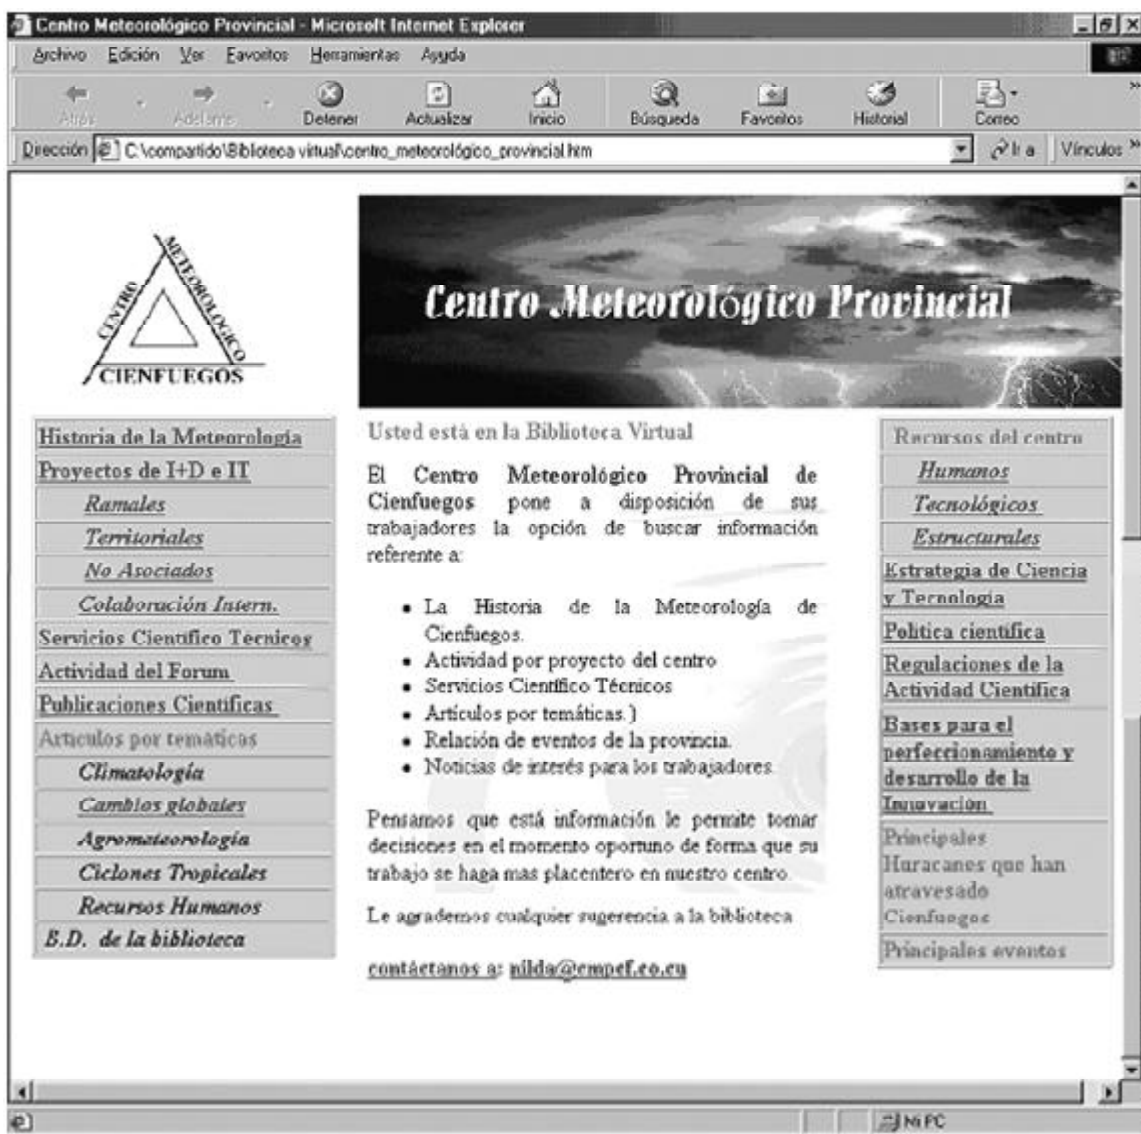 Centro Meteorológico Provincial - Microsoft Internet Explorer
Archivo Edición Ver Favoritos Herramientas Ayuda
Atrás Adelante Detener Actualizar Inicio Búsqueda Favoritos Historial Correo
Dirección C:\compartido\Biblioteca virtual\centro_meteorológico_provincial.htm Ir a Vínculos
CENTRO METEOROLOGICO
CIENFUEGOS
Centro Meteorológico Provincial
Historia de la Meteorología
Proyectos de I+D e IT
Ramales
Territoriales
No Asociados
Colaboración Intern.
Servicios Científico Técnicos
Actividad del Forum
Publicaciones Científicas
Artículos por temáticas
Climatología
Cambios globales
Agrometeorología
Ciclones Tropicales
Recursos Humanos
B.D. de la biblioteca
Usted está en la Biblioteca Virtual
El Centro Meteorológico Provincial de
Cienfuegos pone a disposición de sus
trabajadores la opción de buscar información
referente a:
• La Historia de la Meteorología de
Cienfuegos.
• Actividad por proyecto del centro
• Servicios Científico Técnicos
• Artículos por temáticas.)
• Relación de eventos de la provincia.
• Noticias de interés para los trabajadores.
Pensamos que está información le permite tomar
decisiones en el momento oportuno de forma que su
trabajo se haga mas placentero en nuestro centro.
Le agrademos cualquier sugerencia a la biblioteca
contáctanos a: nilda@cmpcf.co.cu
Recursos del centro
Humanos
Tecnológicos
Estructurales
Estrategia de Ciencia
y Tecnología
Política científica
Regulaciones de la
Actividad Científica
Bases para el
perfeccionamiento y
desarrollo de la
Innovación
Principales
Huracanes que han
atravesado
Cienfuegos
Principales eventos
Mi PC